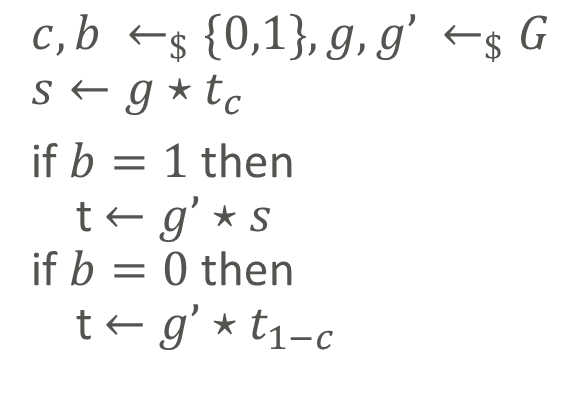 c, b ←$ {0,1}, g, g’ ←$ G
s ← g ⋆ t_c
if b = 1 then
t ← g’ ⋆ s
if b = 0 then
t ← g’ ⋆ t_{1−c}